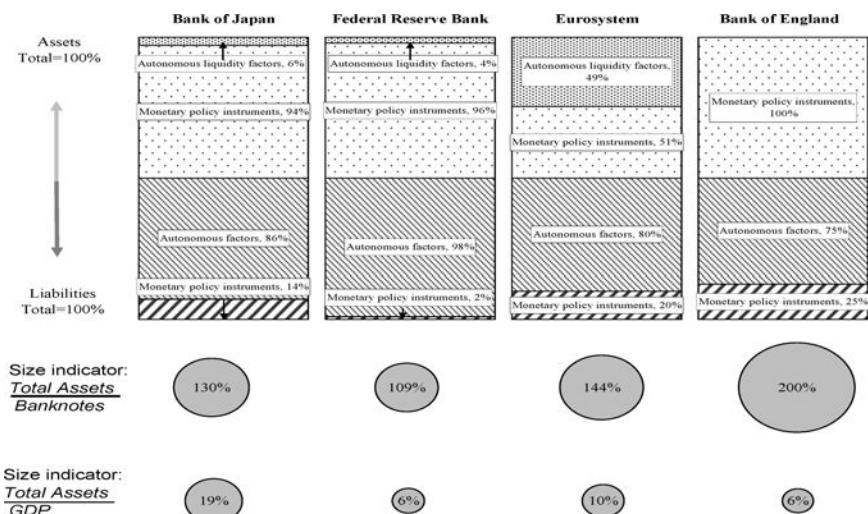 Bank of Japan
Federal Reserve Bank
Eurosystem
Bank of England
Assets
Total=100%
Autonomous liquidity factors, 6%
Autonomous liquidity factors, 4%
Autonomous liquidity factors,
49%
Monetary policy instruments, 94%
Monetary policy instruments, 96%
Monetary policy instruments, 51%
Monetary policy instruments,
100%
Autonomous factors, 86%
Autonomous factors, 98%
Autonomous factors, 80%
Autonomous factors, 75%
Liabilities
Total=100%
Monetary policy instruments, 14%
Monetary policy instruments, 2%
Monetary policy instruments, 20%
Monetary policy instruments, 25%
Size indicator:
Total Assets
Banknotes
130%
109%
144%
200%
Size indicator:
Total Assets
GDP
19%
6%
10%
6%